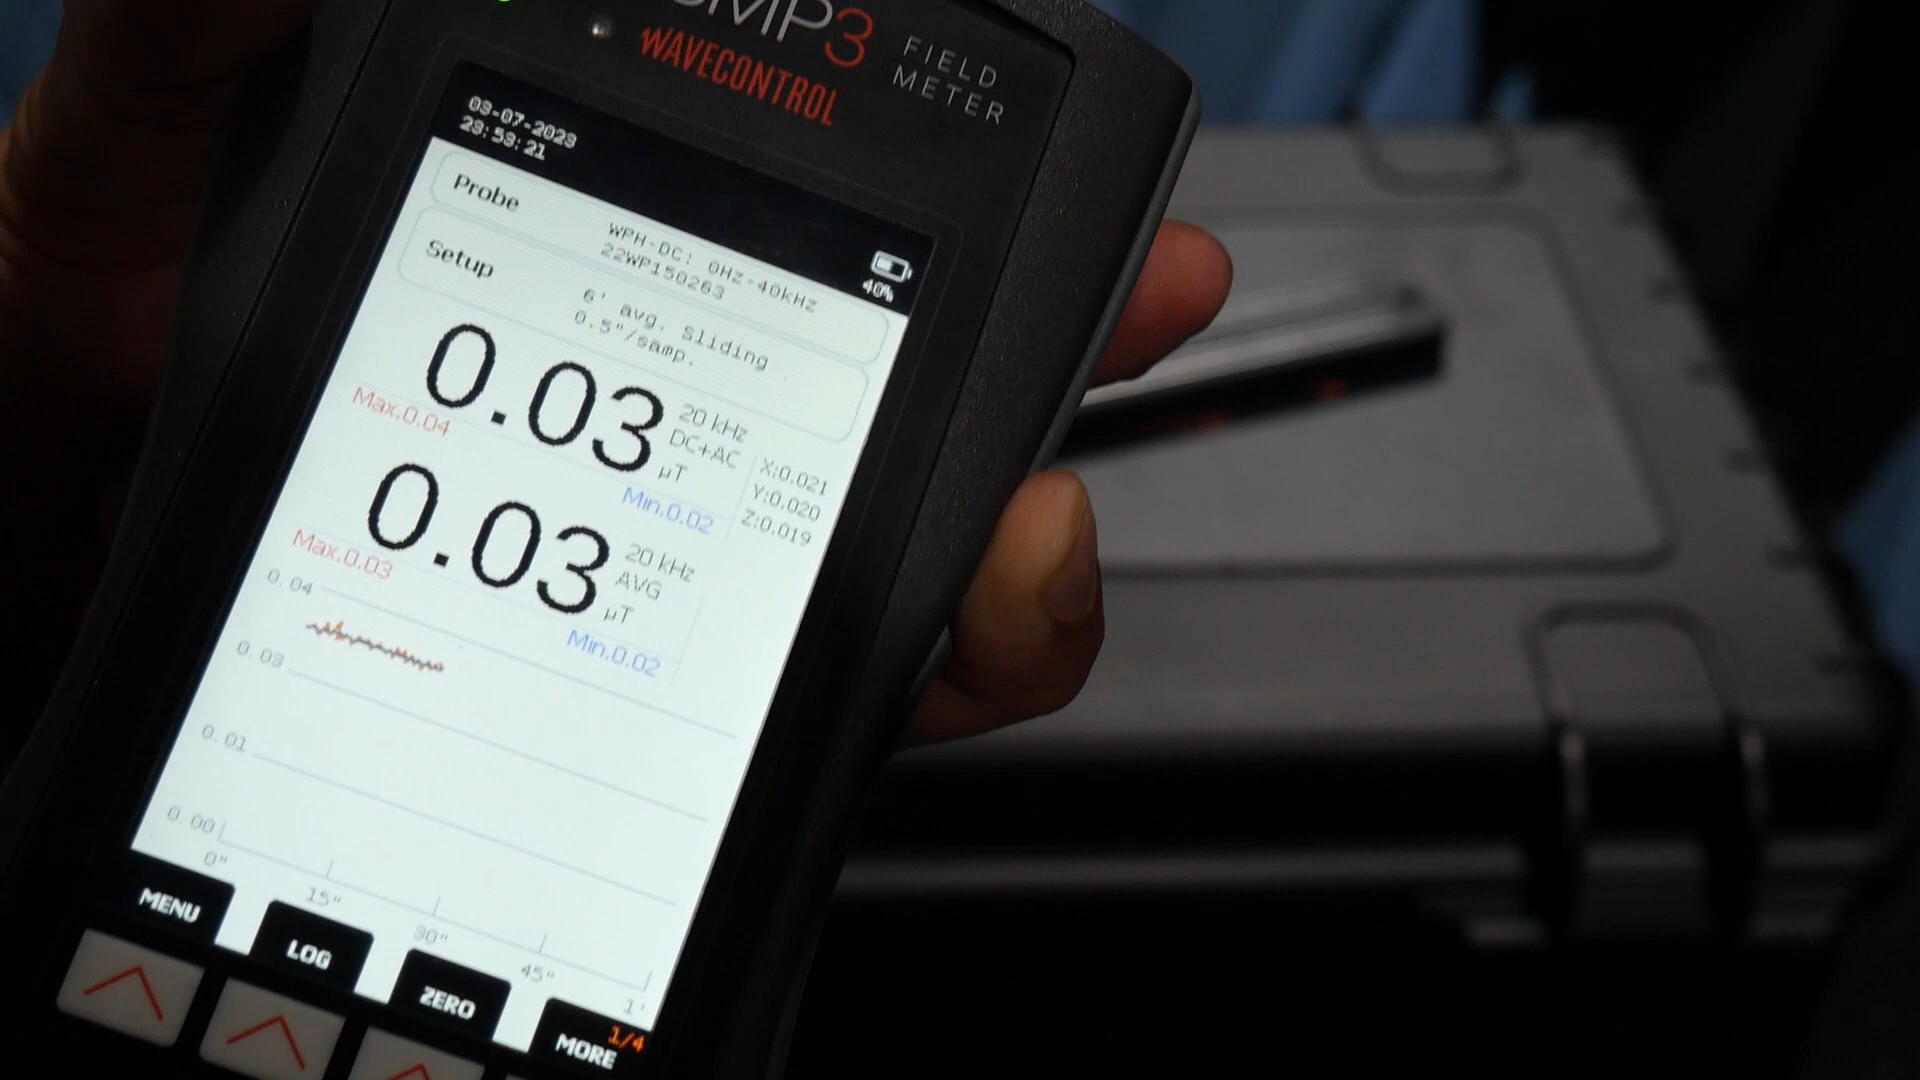 SMP3
WAVECONTROL
FIELD
METER
03-07-2023
23:53:21
40%
Probe
WPH-DC: 0Hz-40kHz
22WP150263
Setup
6' avg. sliding
0.5"/samp.
0.03
20 kHz
DC+AC
µT
Max.0.04
Min.0.02
X:0.021
Y:0.020
Z:0.019
0.03
20 kHz
AVG
µT
Max.0.03
Min.0.02
0.04
0.03
0.01
0.00
0"
15"
30"
45"
1'
MENU
LOG
ZERO
MORE
1/4